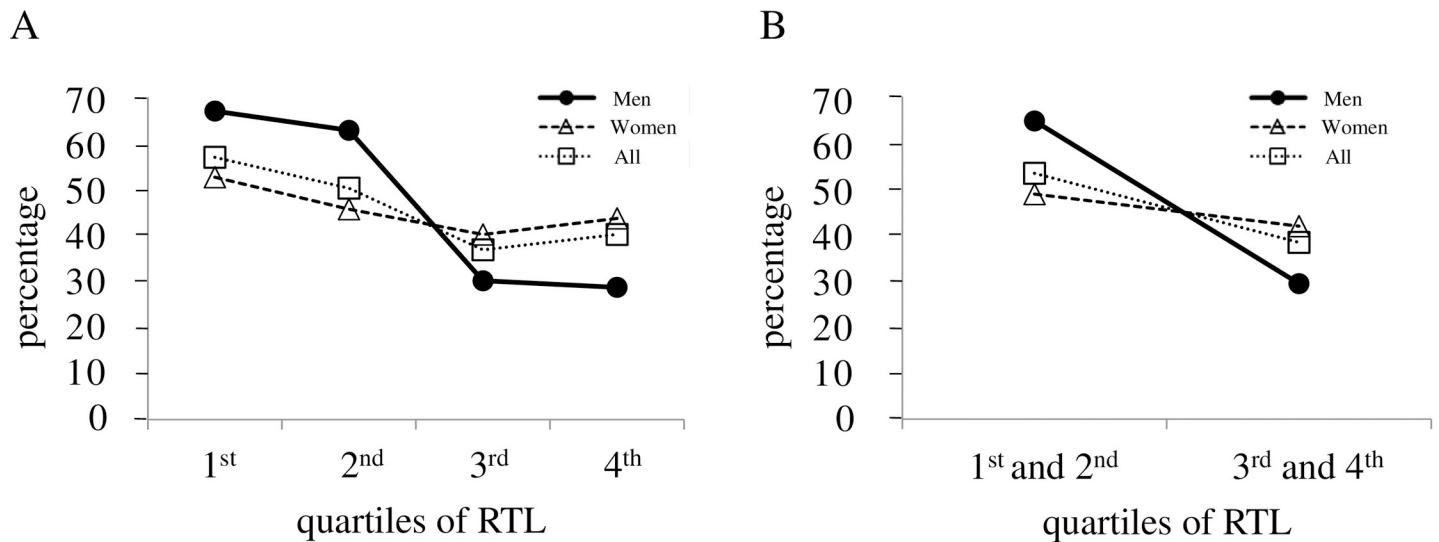 A
percentage
70
60
50
40
30
20
10
0
Men
Women
All
1st
2nd
3rd
4th
quartiles of RTL
B
percentage
70
60
50
40
30
20
10
0
Men
Women
All
1st and 2nd
3rd and 4th
quartiles of RTL